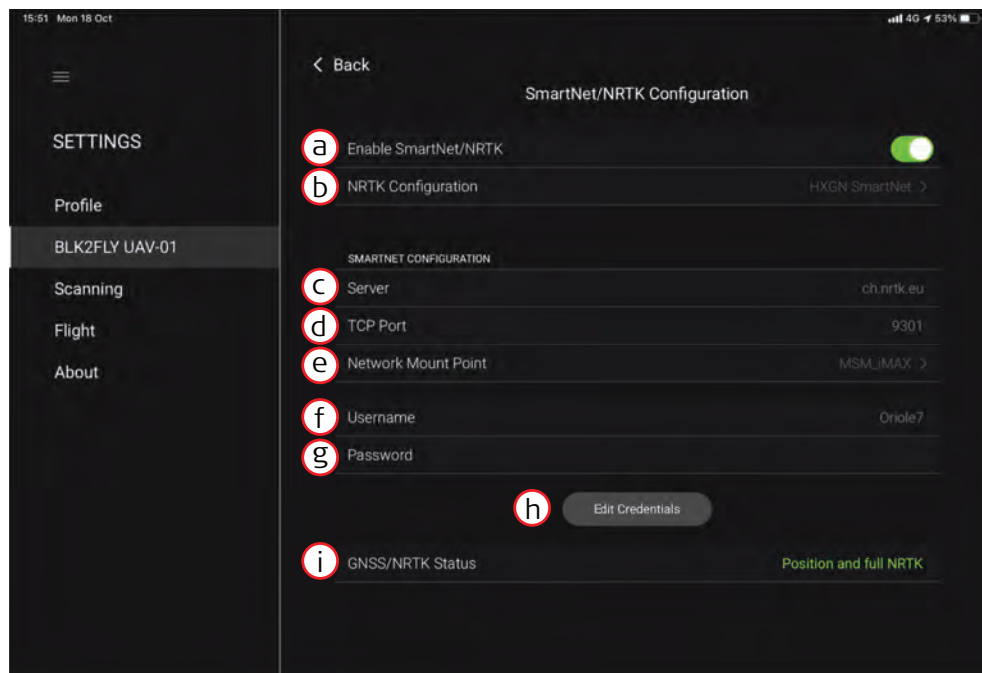 15:51 Mon 18 Oct
4G 53%
Back
SmartNet/NRTK Configuration
SETTINGS
Profile
BLK2FLY UAV-01
Scanning
Flight
About
a Enable SmartNet/NRTK
b NRTK Configuration HXGN SmartNet >
SMARTNET CONFIGURATION
c Server ch.nrtk.eu
d TCP Port 9301
e Network Mount Point MSM_iMAX >
f Username Oriole7
g Password
h Edit Credentials
i GNSS/NRTK Status Position and full NRTK